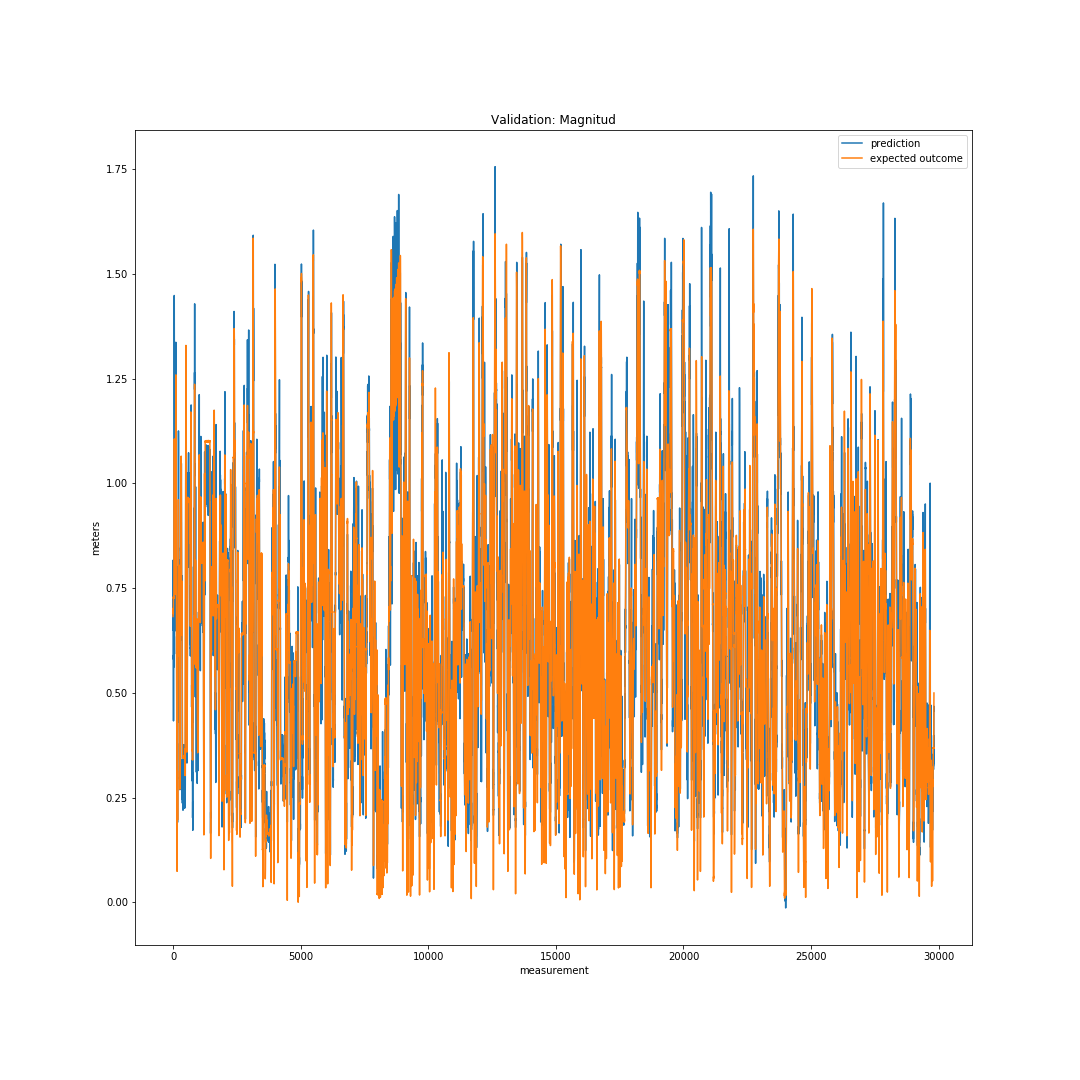 Validation: Magnitud
prediction
expected outcome
1.75
1.50
1.25
1.00
0.75
0.50
0.25
0.00
meters
0 5000 10000 15000 20000 25000 30000
measurement